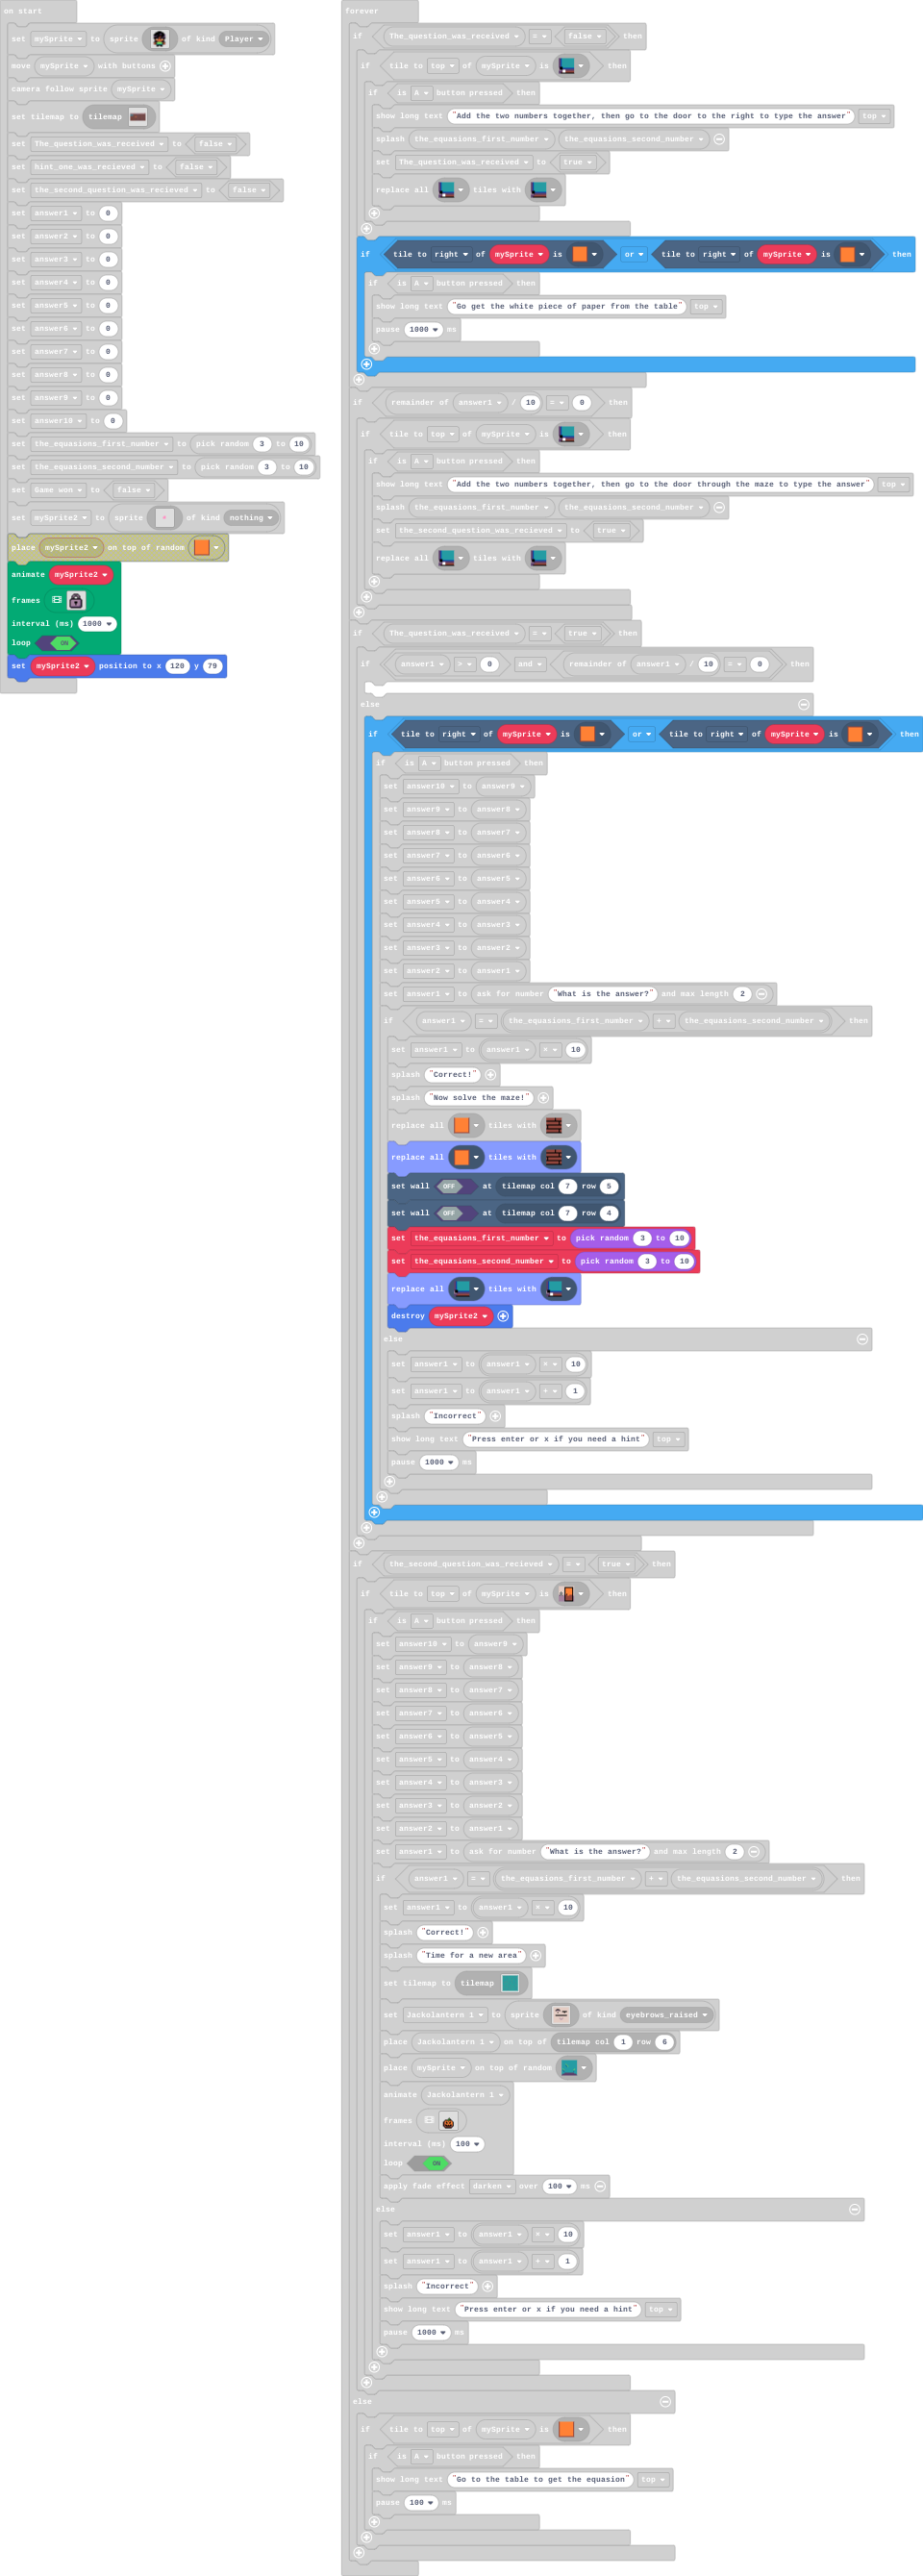 on start
set mySprite to sprite of kind Player
move mySprite with buttons
camera follow sprite mySprite
set tilemap to tilemap
set The_question_was_received to false
set hint_one_was_recieved to false
set the_second_question_was_recieved to false
set answer1 to 0
set answer2 to 0
set answer3 to 0
set answer4 to 0
set answer5 to 0
set answer6 to 0
set answer7 to 0
set answer8 to 0
set answer9 to 0
set answer10 to 0
set the_equasions_first_number to pick random 3 to 10
set the_equasions_second_number to pick random 3 to 10
set Game won to false
set mySprite2 to sprite of kind nothing
place mySprite2 on top of random
animate mySprite2
frames
interval (ms) 1000
loop ON
set mySprite2 position to x 120 y 79
forever
if The_question_was_received = false then
if tile to top of mySprite is then
if is A button pressed then
show long text "Add the two numbers together, then go to the door to the right to type the answer" top
splash the_equasions_first_number the_equasions_second_number
set The_question_was_received to true
replace all tiles with
if tile to right of mySprite is or tile to right of mySprite is then
if is A button pressed then
show long text "Go get the white piece of paper from the table" top
pause 1000 ms
if remainder of answer1 / 10 = 0 then
if tile to top of mySprite is then
if is A button pressed then
show long text "Add the two numbers together, then go to the door through the maze to type the answer" top
splash the_equasions_first_number the_equasions_second_number
set the_second_question_was_recieved to true
replace all tiles with
if The_question_was_received = true then
if answer1 > 0 and remainder of answer1 / 10 = 0 then
else
if tile to right of mySprite is or tile to right of mySprite is then
if is A button pressed then
set answer10 to answer9
set answer9 to answer8
set answer8 to answer7
set answer7 to answer6
set answer6 to answer5
set answer5 to answer4
set answer4 to answer3
set answer3 to answer2
set answer2 to answer1
set answer1 to ask for number "What is the answer?" and max length 2
if answer1 = the_equasions_first_number + the_equasions_second_number then
set answer1 to answer1 × 10
splash "Correct!"
splash "Now solve the maze!"
replace all tiles with
replace all tiles with
set wall OFF at tilemap col 7 row 5
set wall OFF at tilemap col 7 row 4
set the_equasions_first_number to pick random 3 to 10
set the_equasions_second_number to pick random 3 to 10
replace all tiles with
destroy mySprite2
else
set answer1 to answer1 × 10
set answer1 to answer1 + 1
splash "Incorrect"
show long text "Press enter or x if you need a hint" top
pause 1000 ms
if the_second_question_was_recieved = true then
if tile to top of mySprite is then
if is A button pressed then
set answer10 to answer9
set answer9 to answer8
set answer8 to answer7
set answer7 to answer6
set answer6 to answer5
set answer5 to answer4
set answer4 to answer3
set answer3 to answer2
set answer2 to answer1
set answer1 to ask for number "What is the answer?" and max length 2
if answer1 = the_equasions_first_number + the_equasions_second_number then
set answer1 to answer1 × 10
splash "Correct!"
splash "Time for a new area"
set tilemap to tilemap
set Jackolantern 1 to sprite of kind eyebrows_raised
place Jackolantern 1 on top of tilemap col 1 row 6
place mySprite on top of random
animate Jackolantern 1
frames
interval (ms) 100
loop ON
apply fade effect darken over 100 ms
else
set answer1 to answer1 × 10
set answer1 to answer1 + 1
splash "Incorrect"
show long text "Press enter or x if you need a hint" top
pause 1000 ms
else
if tile to top of mySprite is then
if is A button pressed then
show long text "Go to the table to get the equasion" top
pause 100 ms